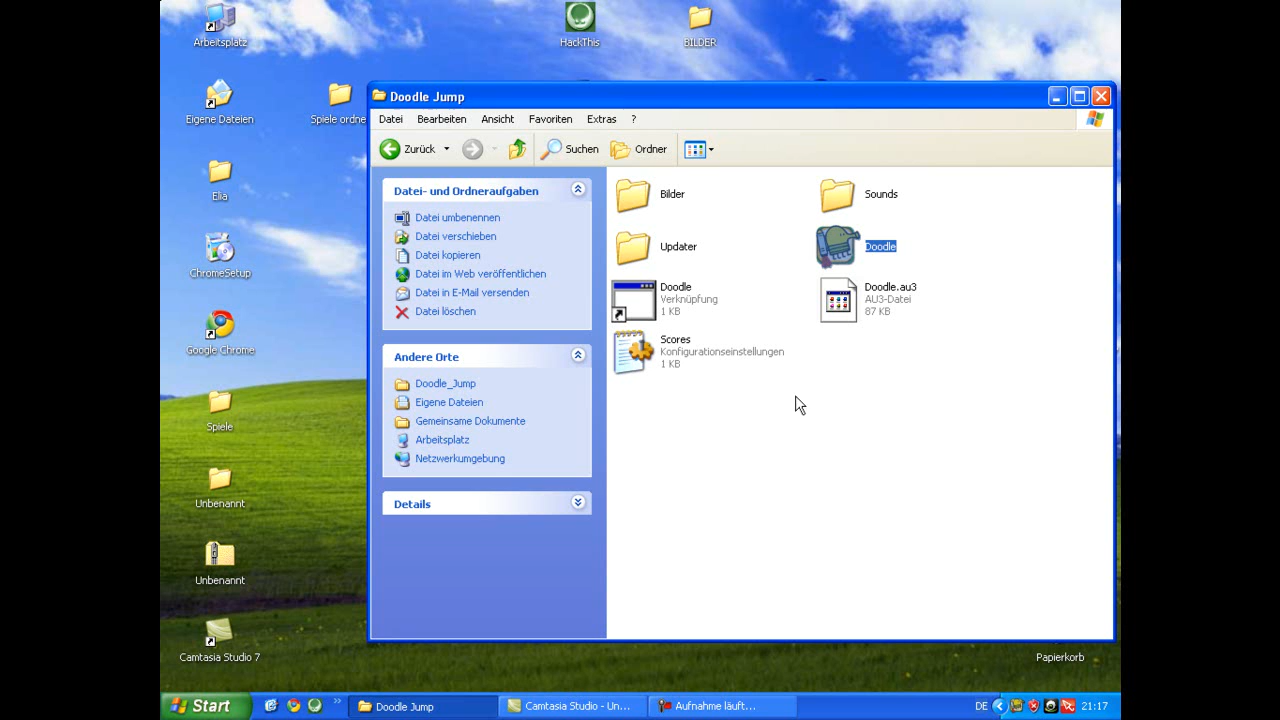 Arbeitsplatz
HackThis
BILDER
Eigene Dateien
Spiele ordne
Elia
ChromeSetup
Google Chrome
Spiele
Unbenannt
Unbenannt
Camtasia Studio 7
Papierkorb
Doodle Jump
Datei Bearbeiten Ansicht Favoriten Extras ?
Zurück Suchen Ordner
Datei- und Ordneraufgaben
Datei umbenennen
Datei verschieben
Datei kopieren
Datei im Web veröffentlichen
Datei in E-Mail versenden
Datei löschen
Andere Orte
Doodle_Jump
Eigene Dateien
Gemeinsame Dokumente
Arbeitsplatz
Netzwerkumgebung
Details
Bilder
Sounds
Updater
Doodle
Doodle
Verknüpfung
1 KB
Doodle.au3
AU3-Datei
87 KB
Scores
Konfigurationseinstellungen
1 KB
Start
Doodle Jump
Camtasia Studio - Un...
Aufnahme läuft...
DE
21:17